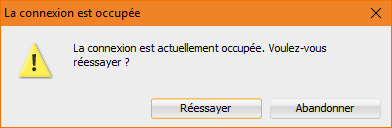 La connexion est occupée
La connexion est actuellement occupée. Voulez-vous
réessayer ?
Réessayer
Abandonner